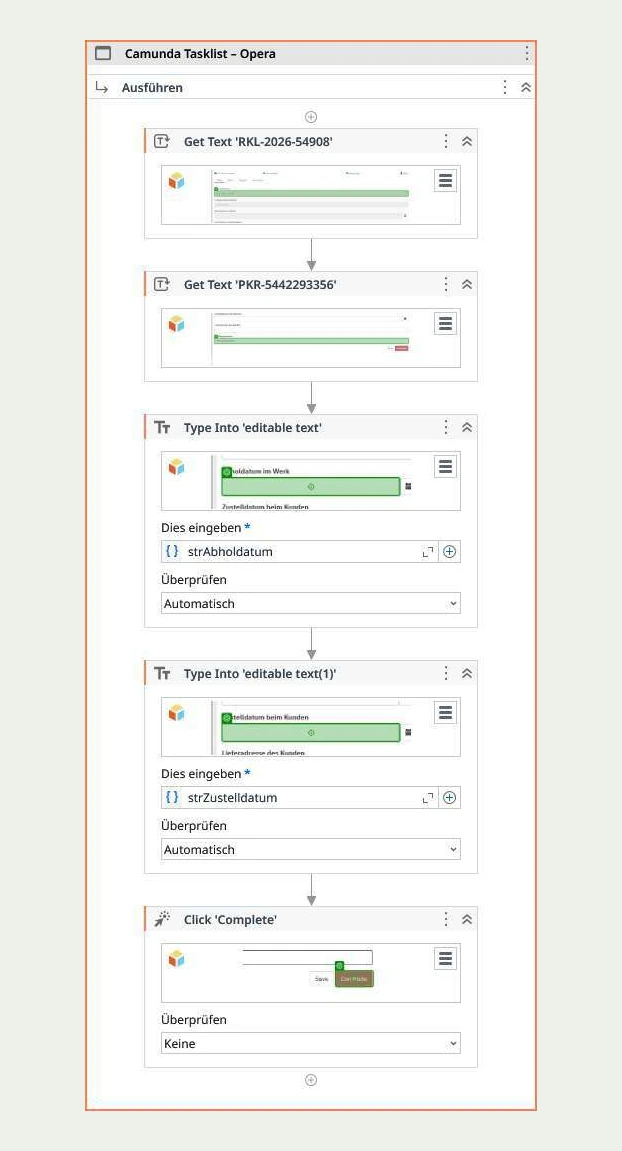 Camunda Tasklist – Opera
Ausführen
Get Text 'RKL-2026-54908'
Get Text 'PKR-5442293356'
Type Into 'editable text'
holdatum im Werk
Zustelldatum beim Kunden
Dies eingeben *
{ } strAbholdatum
Überprüfen
Automatisch
Type Into 'editable text(1)'
stelldatum beim Kunden
Lieferadresse des Kunden
Dies eingeben *
{ } strZustelldatum
Überprüfen
Automatisch
Click 'Complete'
Save
Überprüfen
Keine